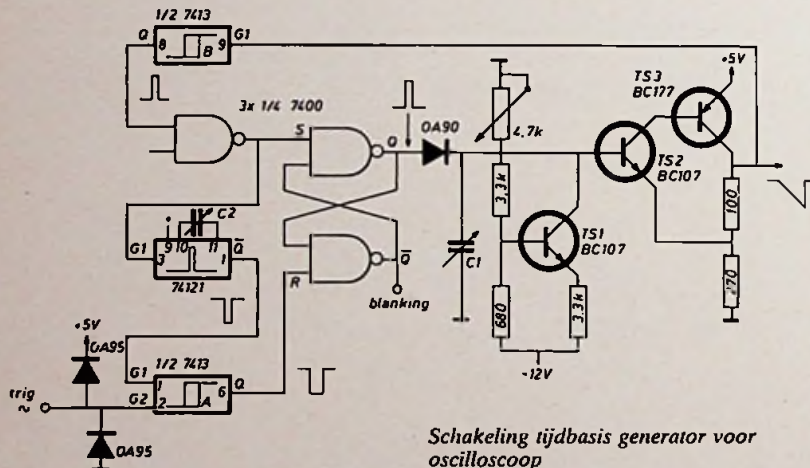 1/2 7413
Q
8
B
9
G1
3x 1/4 7400
S
Q
OA90
4,7k
TS3
BC177
+5V
TS2
BC107
3,3k
C1
TS1
BC107
100
C2
9 10 11
G1
3
1
Q
74121
R
Q
blanking
680
3.3k
-12V
+5V
OA95
1/2 7413
G1
1
Q
6
trig
~
G2
2
A
OA95
Schakeling tijdbasis generator voor
oscilloscoop